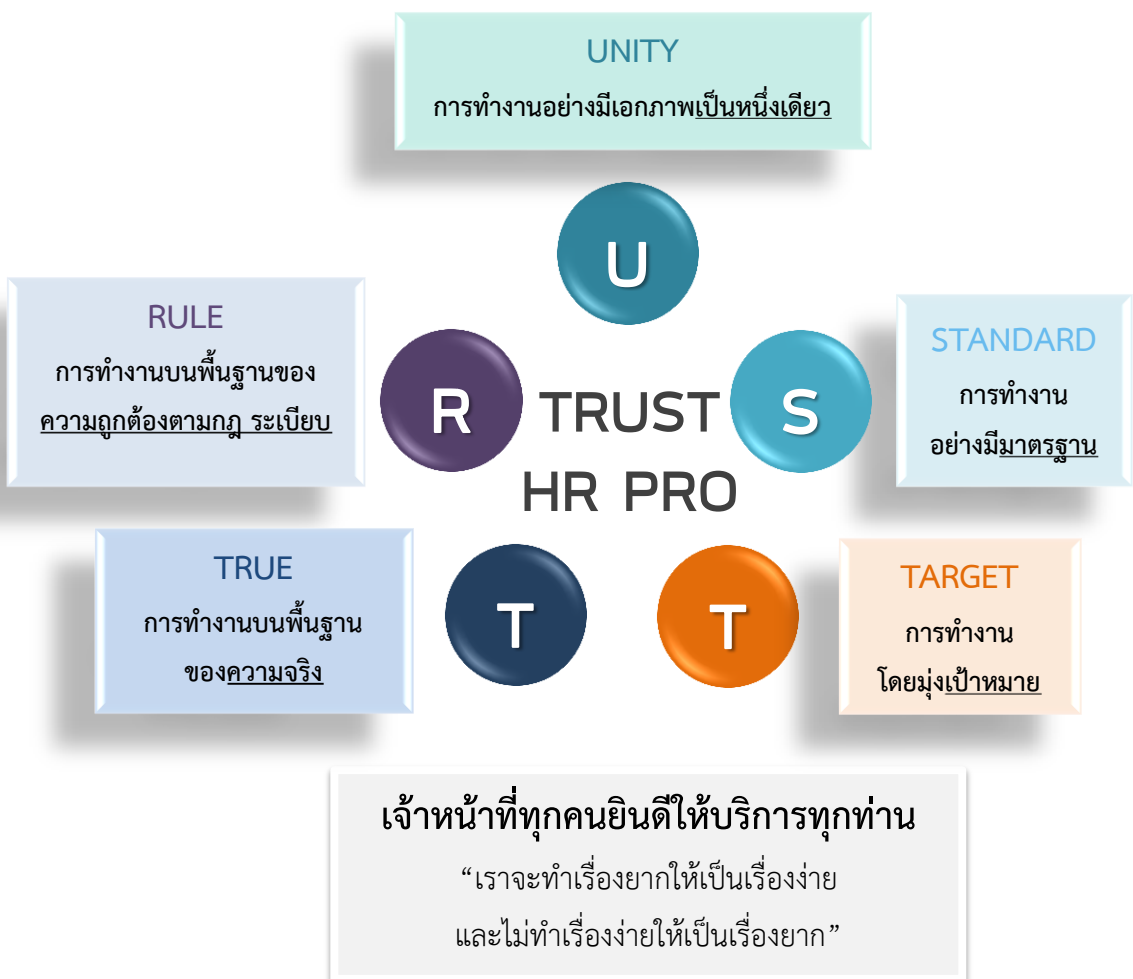 UNITY
การทำงานอย่างมีเอกภาพเป็นหนึ่งเดียว
U
RULE
การทำงานบนพื้นฐานของ
ความถูกต้องตามกฎ ระเบียบ
R
TRUST
HR PRO
S
STANDARD
การทำงาน
อย่างมีมาตรฐาน
TRUE
การทำงานบนพื้นฐาน
ของความจริง
T
T
TARGET
การทำงาน
โดยมุ่งเป้าหมาย
เจ้าหน้าที่ทุกคนยินดีให้บริการทุกท่าน
“เราจะทำเรื่องยากให้เป็นเรื่องง่าย
และไม่ทำเรื่องง่ายให้เป็นเรื่องยาก”